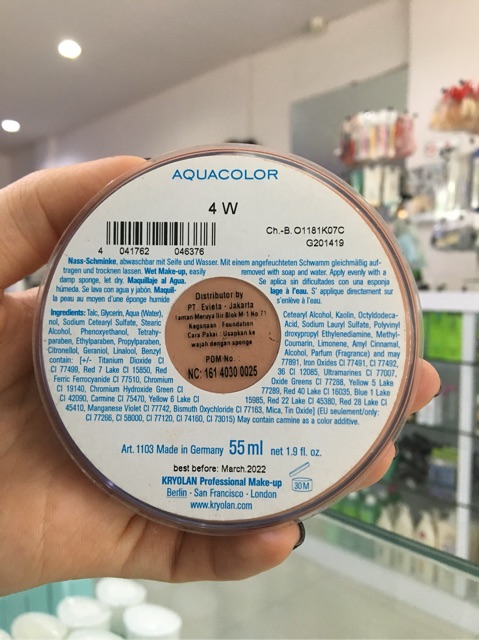 AQUACOLOR
4 W
Ch.-B. O1181K07C
G201419
4 041762 046376
Nass-Schminke, abwaschbar mit Seife und Wasser. Mit einem angefeuchteten Schwamm gleichmäßig auf-
tragen und trocknen lassen. Wet Make-up, easily removed with soap and water. Apply evenly with a
damp sponge, let dry. Maquillaje al Agua. Se aplica sin dificultades con una esponja
húmeda. Se lava con agua y jabón. Maquil- lage à l'eau. S' applique directement sur
la peau au moyen d'une éponge humide s'enlève à l'eau.
Distributor by
PT. Evieta - Jakarta
Taman Meruya Ilir Blok M-1 No 71
Kegunaan : Foundation
Cara Pakai : Usapkan ke
wajah dengan sponge
POM No
NC: 161 4030 0025
Ingredients: Talc, Glycerin, Aqua (Water), Cetearyl Alcohol, Kaolin, Octyldodeca-
nol, Sodium Cetearyl Sulfate, Stearic Acid, Sodium Lauryl Sulfate, Polyvinyl
Alcohol, Phenoxyethanol, Tetrahy- droxypropyl Ethylenediamine, Methyl-
paraben, Ethylparaben, Propylparaben, Coumarin, Limonene, Amyl Cinnamal,
Citronellol, Geraniol, Linalool, Benzyl Alcohol, Parfum (Fragrance) and may
contain: [+/- Titanium Dioxide CI 77891, Iron Oxides CI 77491, CI 77492,
CI 77499, Red 7 Lake CI 15850, Red 36 CI 12085, Ultramarines CI 77007,
Ferric Ferrocyanide CI 77510, Chromium Oxide Greens CI 77288, Yellow 5 Lake
CI 19140, Chromium Hydroxide Green CI 77289, Red 40 Lake CI 16035, Blue 1 Lake
CI 42090, Carmine CI 75470, Yellow 6 Lake CI 15985, Red 22 Lake CI 45380, Red 28 Lake CI
45410, Manganese Violet CI 77742, Bismuth Oxychloride CI 77163, Mica, Tin Oxide] (EU seulement/only:
CI 77266, CI 58000, CI 71120, CI 74160, CI 73015) May contain carmine as a color additive.
Art. 1103 Made in Germany 55 ml net 1.9 fl. oz.
best before: March.2022
KRYOLAN Professional Make-up
Berlin · San Francisco · London
www.kryolan.com
30 M